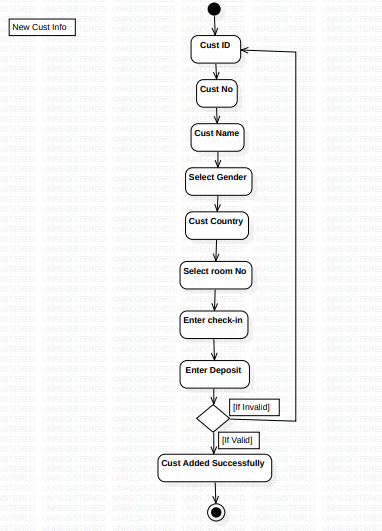 New Cust Info
Cust ID
Cust No
Cust Name
Select Gender
Cust Country
Select room No
Enter check-in
Enter Deposit
[If Invalid]
[If Valid]
Cust Added Successfully
UNREGISTERED